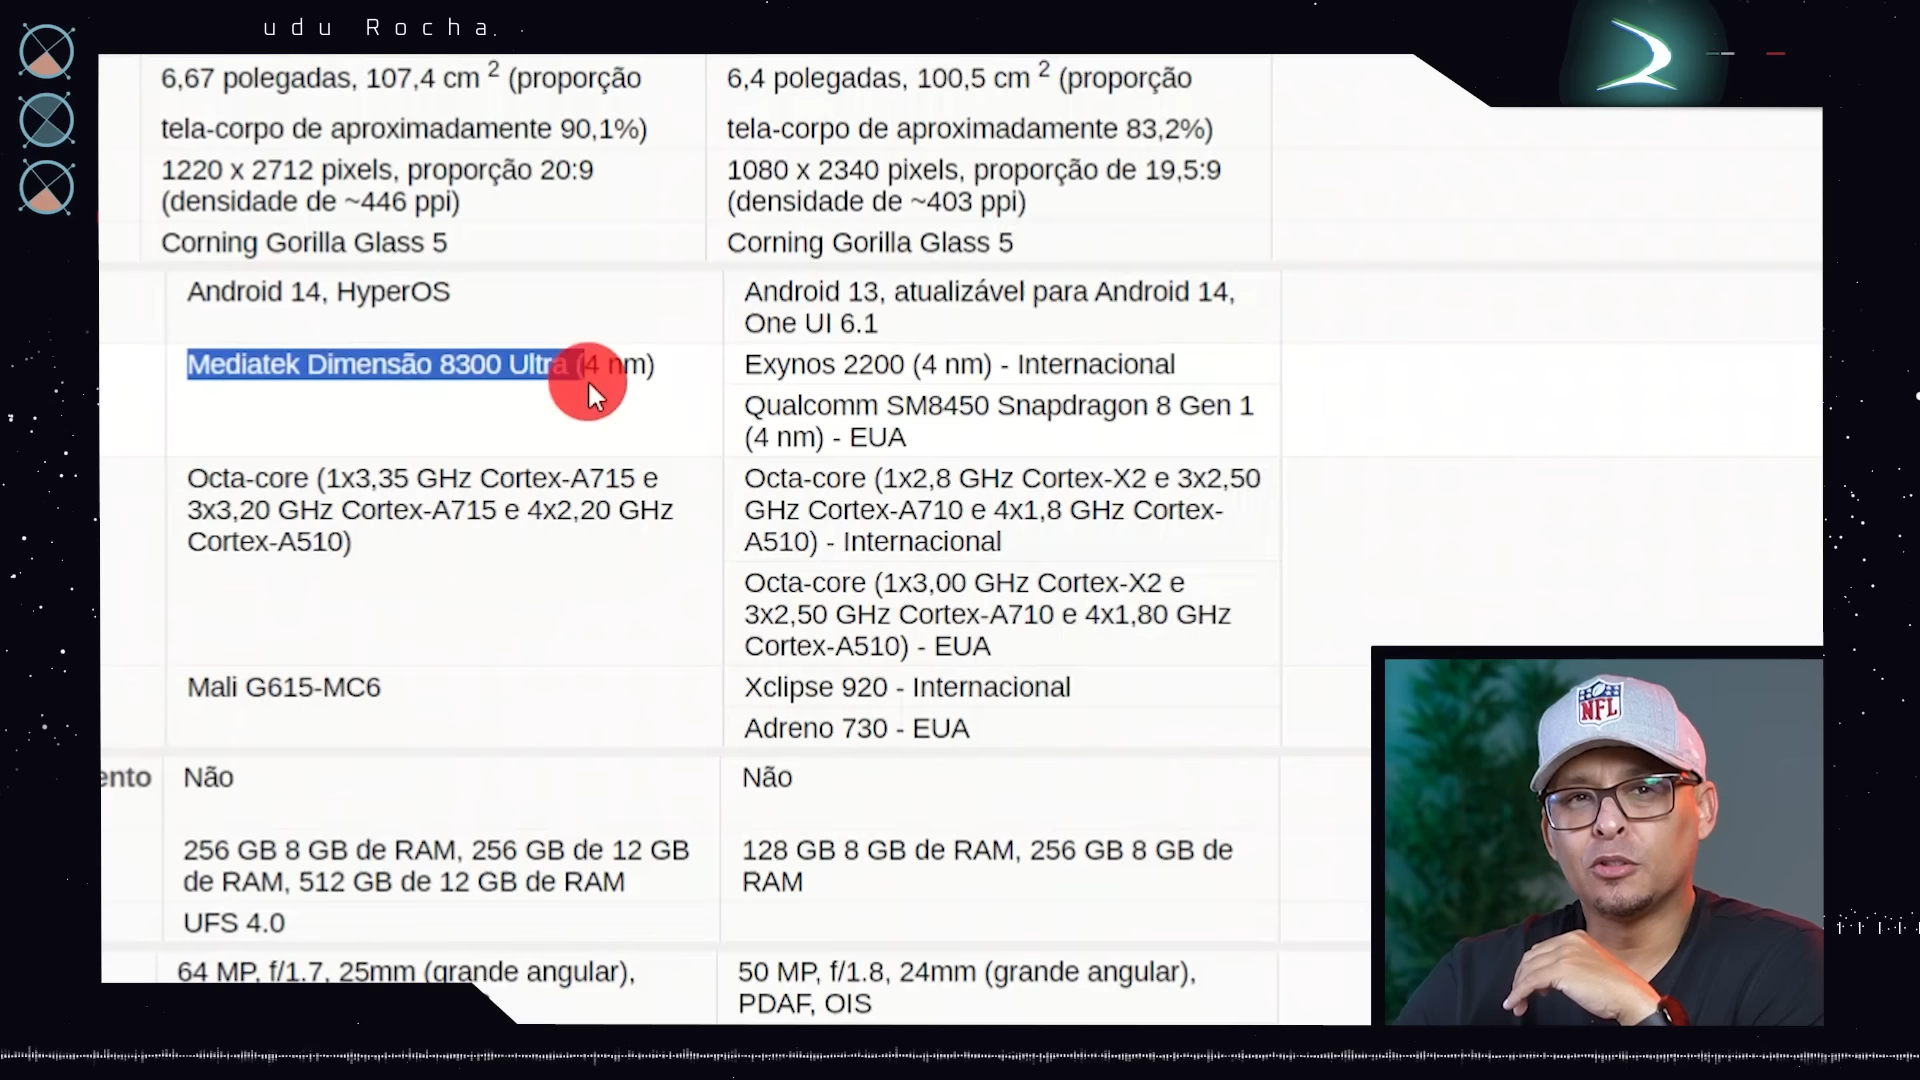 udu Rocha.
6,67 polegadas, 107,4 cm 2 (proporção
tela-corpo de aproximadamente 90,1%)
1220 x 2712 pixels, proporção 20:9
(densidade de ~446 ppi)
Corning Gorilla Glass 5
6,4 polegadas, 100,5 cm 2 (proporção
tela-corpo de aproximadamente 83,2%)
1080 x 2340 pixels, proporção de 19,5:9
(densidade de ~403 ppi)
Corning Gorilla Glass 5
Android 14, HyperOS
Android 13, atualizável para Android 14,
One UI 6.1
Mediatek Dimensão 8300 Ultra (4 nm)
Exynos 2200 (4 nm) - Internacional
Qualcomm SM8450 Snapdragon 8 Gen 1
(4 nm) - EUA
Octa-core (1x3,35 GHz Cortex-A715 e
3x3,20 GHz Cortex-A715 e 4x2,20 GHz
Cortex-A510)
Octa-core (1x2,8 GHz Cortex-X2 e 3x2,50
GHz Cortex-A710 e 4x1,8 GHz Cortex-
A510) - Internacional
Octa-core (1x3,00 GHz Cortex-X2 e
3x2,50 GHz Cortex-A710 e 4x1,80 GHz
Cortex-A510) - EUA
Mali G615-MC6
Xclipse 920 - Internacional
Adreno 730 - EUA
ento
Não
Não
256 GB 8 GB de RAM, 256 GB de 12 GB
de RAM, 512 GB de 12 GB de RAM
UFS 4.0
128 GB 8 GB de RAM, 256 GB 8 GB de
RAM
64 MP, f/1.7, 25mm (grande angular),
50 MP, f/1.8, 24mm (grande angular),
PDAF, OIS
NFL